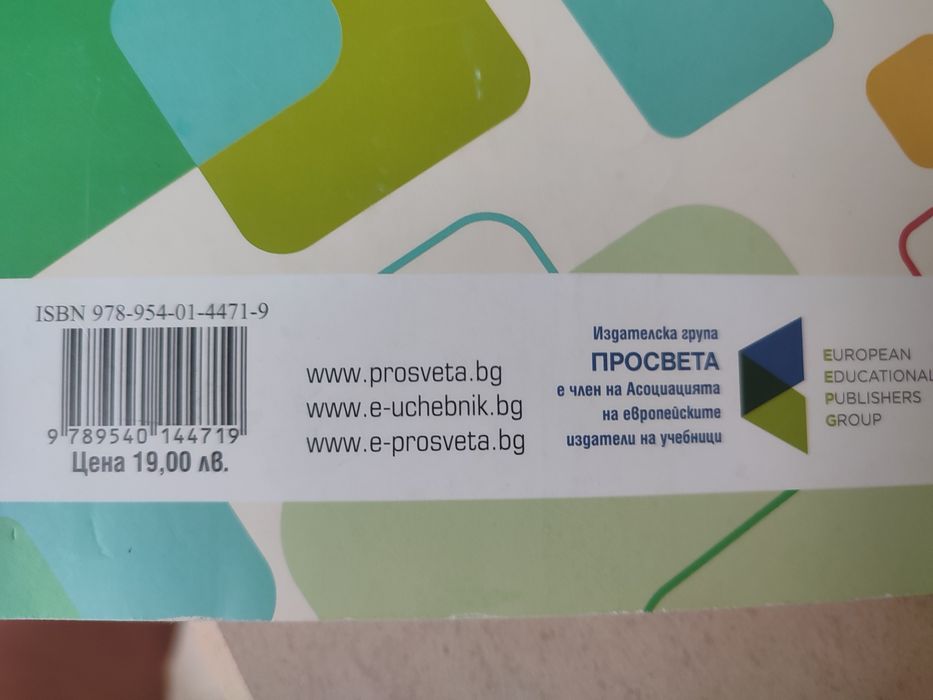 ISBN 978-954-01-4471-9
9 789540 144719
Цена 19,00 лв.
www.prosveta.bg
www.e-uchebnik.bg
www.e-prosveta.bg
Издателска група
ПРОСВЕТА
е член на Асоциацията
на европейските
издатели на учебници
EUROPEAN
EDUCATIONAL
PUBLISHERS
GROUP